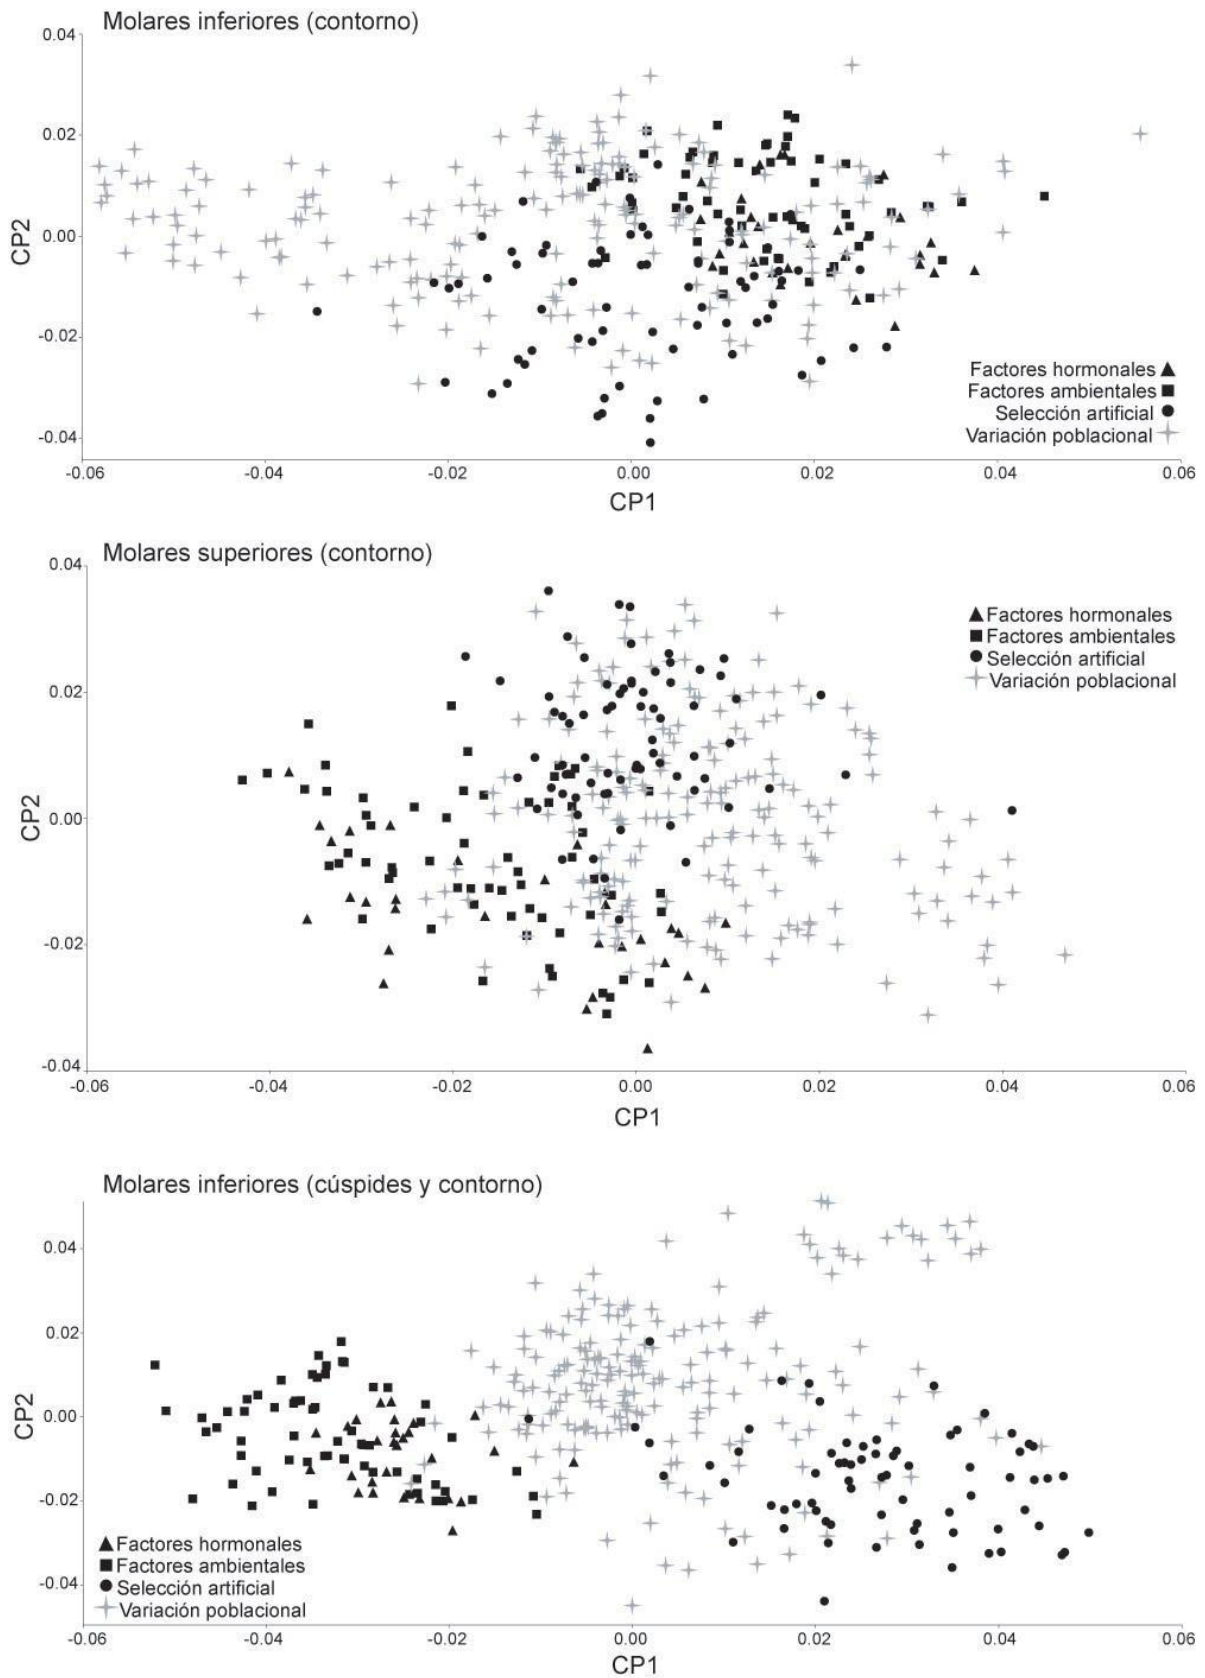 Molares inferiores (contorno)
0.04
0.02
0.00
-0.02
-0.04
CP2
Factores hormonales
Factores ambientales
Selección artificial
Variación poblacional
-0.06 -0.04 -0.02 0.00 0.02 0.04 0.06
CP1
Molares superiores (contorno)
0.04
0.02
0.00
-0.02
-0.04
CP2
Factores hormonales
Factores ambientales
Selección artificial
Variación poblacional
-0.06 -0.04 -0.02 0.00 0.02 0.04 0.06
CP1
Molares inferiores (cúspides y contorno)
0.04
0.02
0.00
-0.02
-0.04
CP2
Factores hormonales
Factores ambientales
Selección artificial
Variación poblacional
-0.06 -0.04 -0.02 0.00 0.02 0.04 0.06
CP1